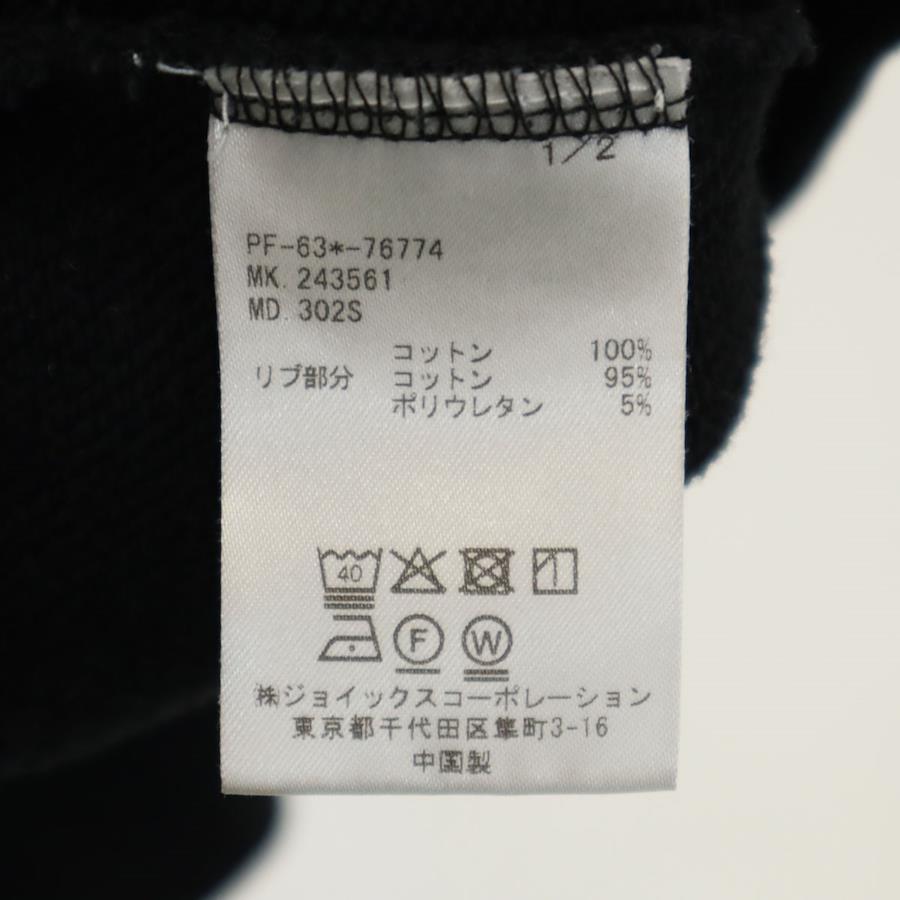 1/2
PF-63*-76774
MK. 243561
MD. 302S
コットン 100%
リブ部分 コットン 95%
ポリウレタン 5%
40
F W
㈱ジョイックスコーポレーション
東京都千代田区隼町3-16
中国製